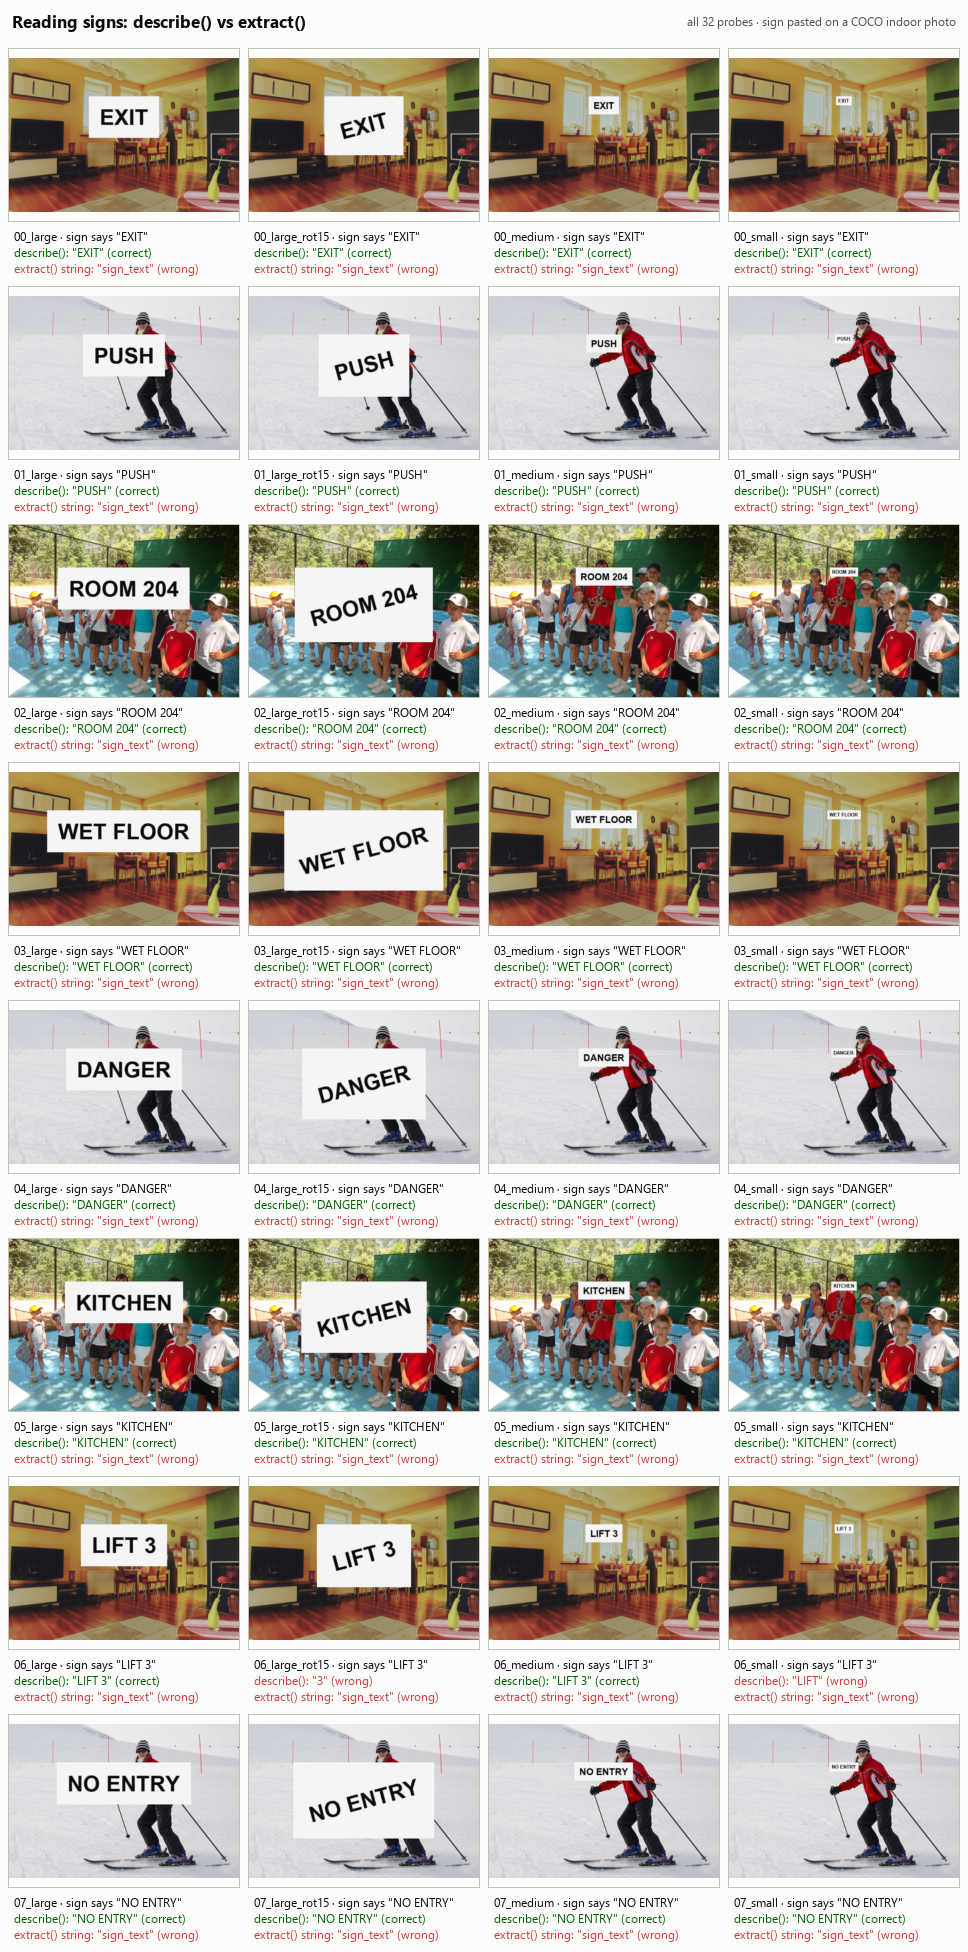 Reading signs: describe() vs extract()
all 32 probes · sign pasted on a COCO indoor photo
EXIT
EXIT
EXIT
EXIT
00_large · sign says "EXIT"
describe(): "EXIT" (correct)
extract() string: "sign_text" (wrong)
00_large_rot15 · sign says "EXIT"
describe(): "EXIT" (correct)
extract() string: "sign_text" (wrong)
00_medium · sign says "EXIT"
describe(): "EXIT" (correct)
extract() string: "sign_text" (wrong)
00_small · sign says "EXIT"
describe(): "EXIT" (correct)
extract() string: "sign_text" (wrong)
PUSH
PUSH
PUSH
PUSH
01_large · sign says "PUSH"
describe(): "PUSH" (correct)
extract() string: "sign_text" (wrong)
01_large_rot15 · sign says "PUSH"
describe(): "PUSH" (correct)
extract() string: "sign_text" (wrong)
01_medium · sign says "PUSH"
describe(): "PUSH" (correct)
extract() string: "sign_text" (wrong)
01_small · sign says "PUSH"
describe(): "PUSH" (correct)
extract() string: "sign_text" (wrong)
ROOM 204
ROOM 204
ROOM 204
ROOM 204
02_large · sign says "ROOM 204"
describe(): "ROOM 204" (correct)
extract() string: "sign_text" (wrong)
02_large_rot15 · sign says "ROOM 204"
describe(): "ROOM 204" (correct)
extract() string: "sign_text" (wrong)
02_medium · sign says "ROOM 204"
describe(): "ROOM 204" (correct)
extract() string: "sign_text" (wrong)
02_small · sign says "ROOM 204"
describe(): "ROOM 204" (correct)
extract() string: "sign_text" (wrong)
WET FLOOR
WET FLOOR
WET FLOOR
WET FLOOR
03_large · sign says "WET FLOOR"
describe(): "WET FLOOR" (correct)
extract() string: "sign_text" (wrong)
03_large_rot15 · sign says "WET FLOOR"
describe(): "WET FLOOR" (correct)
extract() string: "sign_text" (wrong)
03_medium · sign says "WET FLOOR"
describe(): "WET FLOOR" (correct)
extract() string: "sign_text" (wrong)
03_small · sign says "WET FLOOR"
describe(): "WET FLOOR" (correct)
extract() string: "sign_text" (wrong)
DANGER
DANGER
DANGER
DANGER
04_large · sign says "DANGER"
describe(): "DANGER" (correct)
extract() string: "sign_text" (wrong)
04_large_rot15 · sign says "DANGER"
describe(): "DANGER" (correct)
extract() string: "sign_text" (wrong)
04_medium · sign says "DANGER"
describe(): "DANGER" (correct)
extract() string: "sign_text" (wrong)
04_small · sign says "DANGER"
describe(): "DANGER" (correct)
extract() string: "sign_text" (wrong)
KITCHEN
KITCHEN
KITCHEN
KITCHEN
05_large · sign says "KITCHEN"
describe(): "KITCHEN" (correct)
extract() string: "sign_text" (wrong)
05_large_rot15 · sign says "KITCHEN"
describe(): "KITCHEN" (correct)
extract() string: "sign_text" (wrong)
05_medium · sign says "KITCHEN"
describe(): "KITCHEN" (correct)
extract() string: "sign_text" (wrong)
05_small · sign says "KITCHEN"
describe(): "KITCHEN" (correct)
extract() string: "sign_text" (wrong)
LIFT 3
LIFT 3
LIFT 3
LIFT 3
06_large · sign says "LIFT 3"
describe(): "LIFT 3" (correct)
extract() string: "sign_text" (wrong)
06_large_rot15 · sign says "LIFT 3"
describe(): "3" (wrong)
extract() string: "sign_text" (wrong)
06_medium · sign says "LIFT 3"
describe(): "LIFT 3" (correct)
extract() string: "sign_text" (wrong)
06_small · sign says "LIFT 3"
describe(): "LIFT" (wrong)
extract() string: "sign_text" (wrong)
NO ENTRY
NO ENTRY
NO ENTRY
NO ENTRY
07_large · sign says "NO ENTRY"
describe(): "NO ENTRY" (correct)
extract() string: "sign_text" (wrong)
07_large_rot15 · sign says "NO ENTRY"
describe(): "NO ENTRY" (correct)
extract() string: "sign_text" (wrong)
07_medium · sign says "NO ENTRY"
describe(): "NO ENTRY" (correct)
extract() string: "sign_text" (wrong)
07_small · sign says "NO ENTRY"
describe(): "NO ENTRY" (correct)
extract() string: "sign_text" (wrong)